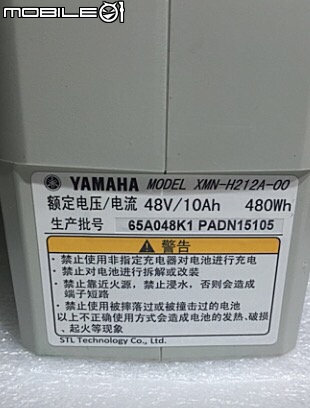 MOBILE01
YAMAHA MODEL XMN-H212A-00
额定电压/电流 48V/10Ah 480Wh
生产批号 65A048K1 PADN15105
警告
·禁止使用非指定充电器对电池进行充电
·禁止对电池进行拆解或改装
·禁止靠近火源，禁止浸水，否则会造成
端子短路
·禁止使用被摔落过或被撞击过的电池
以上不正确使用方式会造成电池的发热、破损
、起火等现象
STL Technology Co., Ltd.